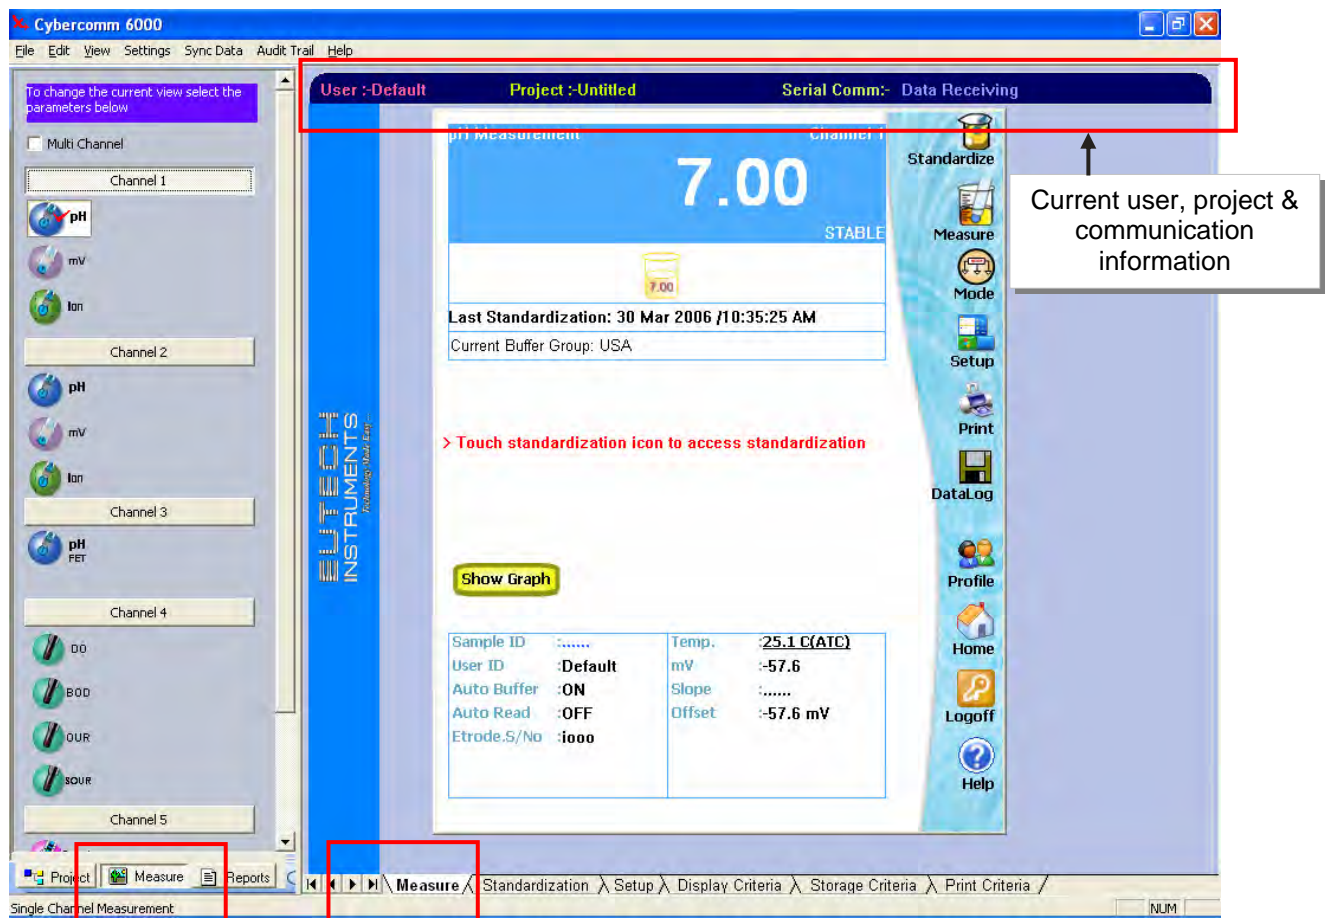 Cybercomm 6000
File Edit View Settings Sync Data Audit Trail Help
To change the current view select the
parameters below
Multi Channel
Channel 1
pH
mV
Ion
Channel 2
pH
mV
Ion
Channel 3
pH
FET
Channel 4
DO
BOD
OUR
SOUR
Channel 5
Project Measure Reports
Single Channel Measurement
User :-Default Project :-Untitled Serial Comm:- Data Receiving
EUTECH
INSTRUMENTS
Technology Made Easy ...
pH Measurement Channel 1
7.00
STABLE
7.00
Last Standardization: 30 Mar 2006 /10:35:25 AM
Current Buffer Group: USA
> Touch standardization icon to access standardization
Show Graph
Sample ID :...... Temp. :25.1 C(ATC)
User ID :Default mV :-57.6
Auto Buffer :ON Slope :......
Auto Read :OFF Offset :-57.6 mV
Etrode.S/No :iooo
Standardize
Measure
Mode
Setup
Print
DataLog
Profile
Home
Logoff
Help
Current user, project &
communication
information
Measure Standardization Setup Display Criteria Storage Criteria Print Criteria
NUM